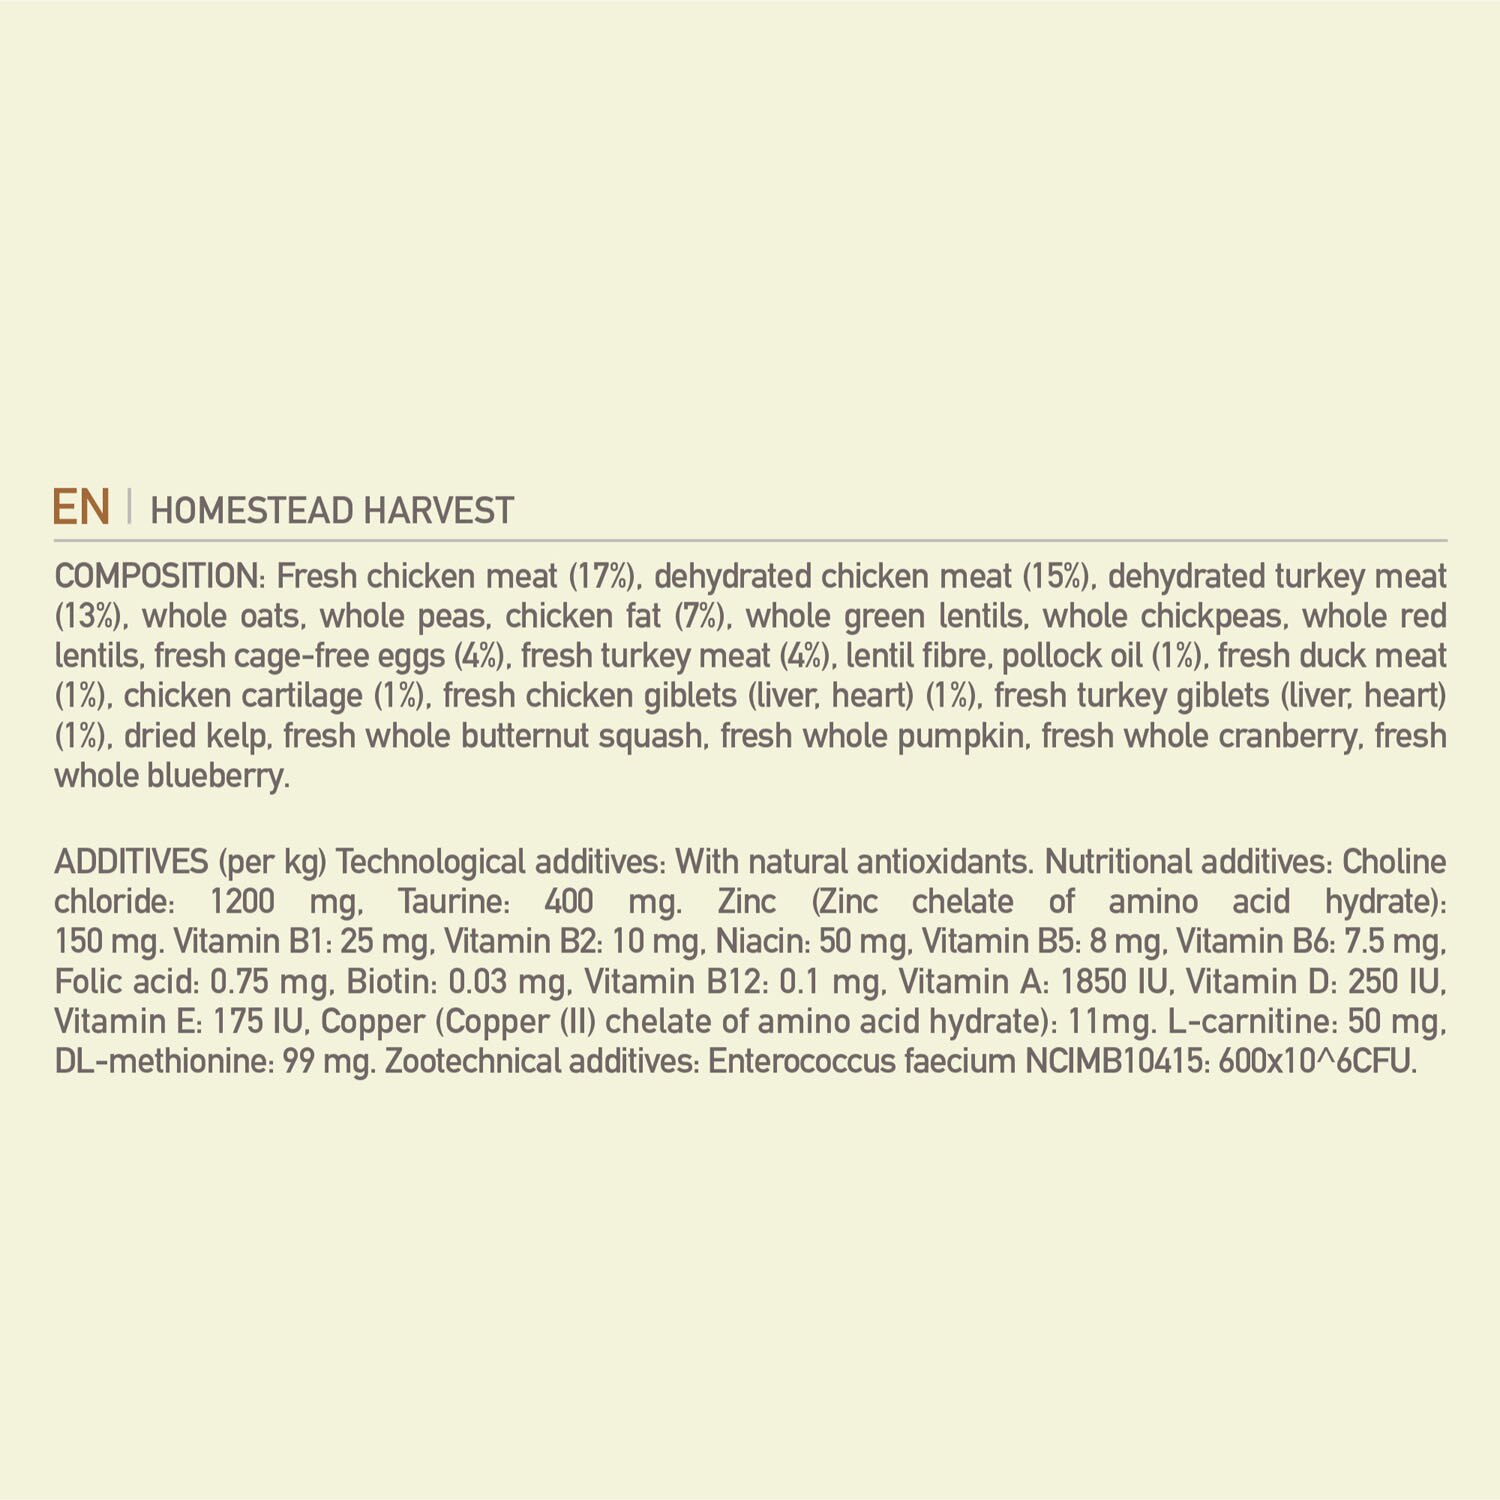 EN | HOMESTEAD HARVEST
COMPOSITION: Fresh chicken meat (17%), dehydrated chicken meat (15%), dehydrated turkey meat
(13%), whole oats, whole peas, chicken fat (7%), whole green lentils, whole chickpeas, whole red
lentils, fresh cage-free eggs (4%), fresh turkey meat (4%), lentil fibre, pollock oil (1%), fresh duck meat
(1%), chicken cartilage (1%), fresh chicken giblets (liver, heart) (1%), fresh turkey giblets (liver, heart)
(1%), dried kelp, fresh whole butternut squash, fresh whole pumpkin, fresh whole cranberry, fresh
whole blueberry.
ADDITIVES (per kg) Technological additives: With natural antioxidants. Nutritional additives: Choline
chloride: 1200 mg, Taurine: 400 mg. Zinc (Zinc chelate of amino acid hydrate):
150 mg. Vitamin B1: 25 mg, Vitamin B2: 10 mg, Niacin: 50 mg, Vitamin B5: 8 mg, Vitamin B6: 7.5 mg,
Folic acid: 0.75 mg, Biotin: 0.03 mg, Vitamin B12: 0.1 mg, Vitamin A: 1850 IU, Vitamin D: 250 IU,
Vitamin E: 175 IU, Copper (Copper (II) chelate of amino acid hydrate): 11mg. L-carnitine: 50 mg,
DL-methionine: 99 mg. Zootechnical additives: Enterococcus faecium NCIMB10415: 600x10^6CFU.